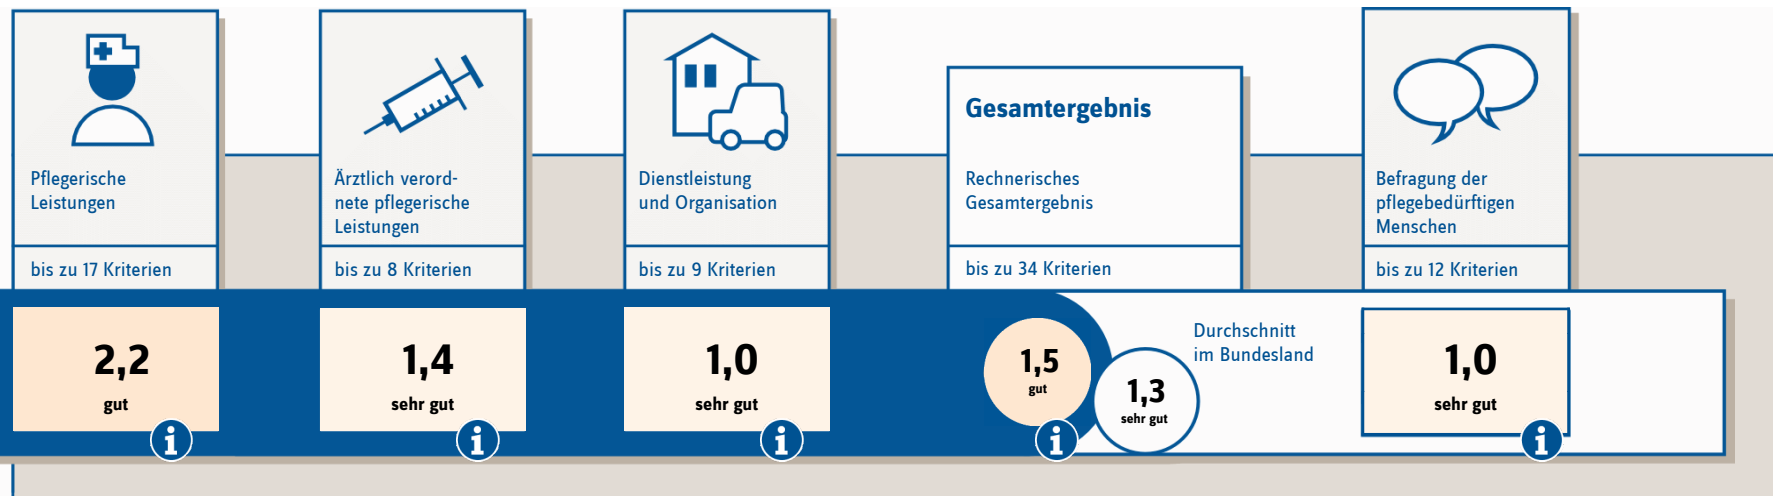 Pflegerische
Leistungen
bis zu 17 Kriterien
2,2
gut
i
Ärztlich verord-
nete pflegerische
Leistungen
bis zu 8 Kriterien
1,4
sehr gut
i
Dienstleistung
und Organisation
bis zu 9 Kriterien
1,0
sehr gut
i
Gesamtergebnis
Rechnerisches
Gesamtergebnis
bis zu 34 Kriterien
1,5
gut
i
1,3
sehr gut
Durchschnitt
im Bundesland
Befragung der
pflegebedürftigen
Menschen
bis zu 12 Kriterien
1,0
sehr gut
i